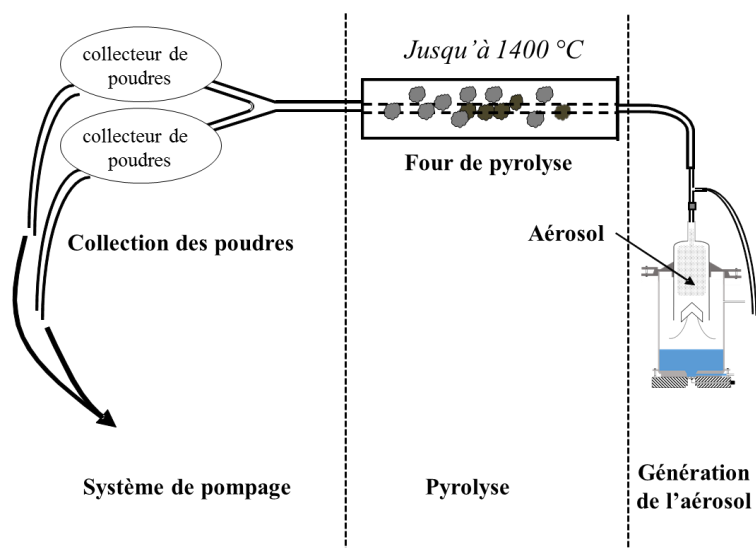 collecteur de
poudres
collecteur de
poudres
Jusqu'à 1400 °C
Four de pyrolyse
Collection des poudres
Aérosol
Système de pompage
Pyrolyse
Génération
de l'aérosol